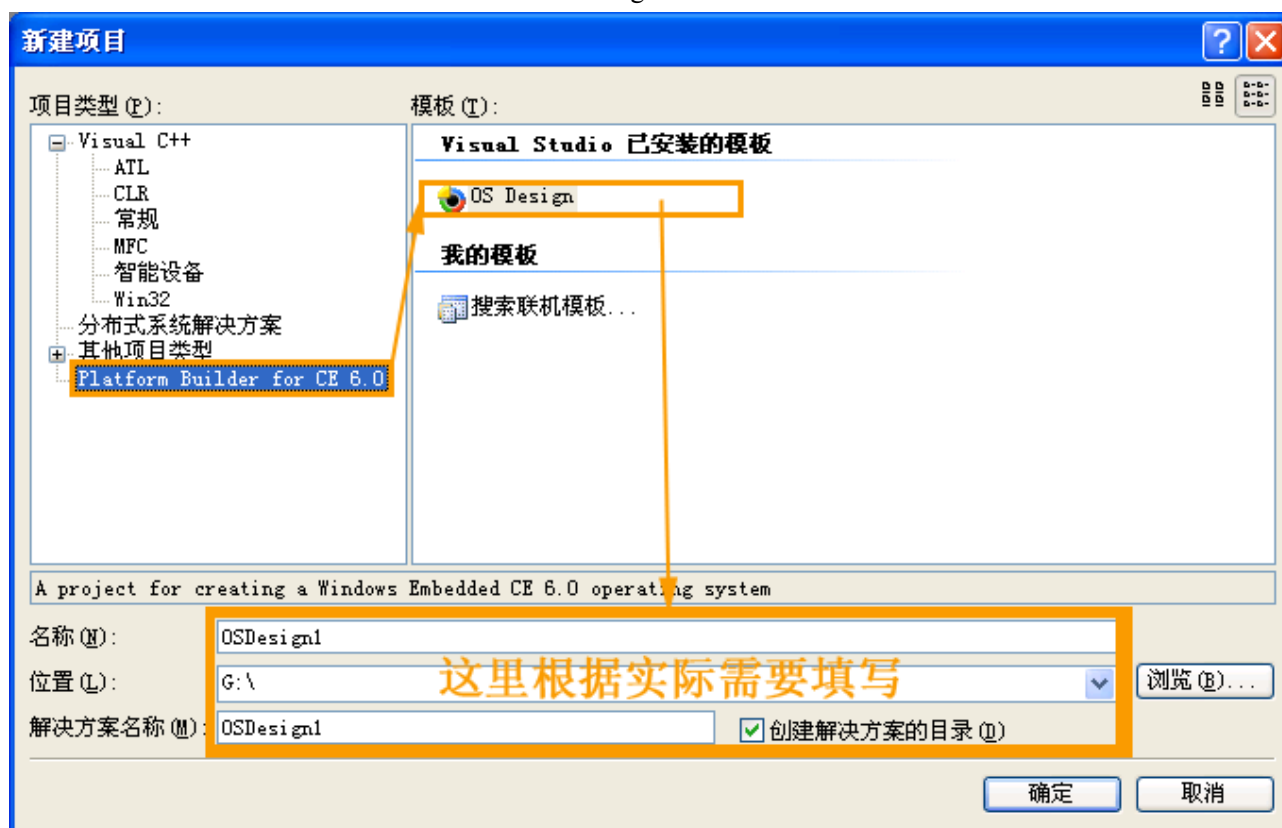 新建项目
项目类型(P):
模板(T):
Visual C++
ATL
CLR
常规
MFC
智能设备
Win32
分布式系统解决方案
其他项目类型
Platform Builder for CE 6.0
Visual Studio 已安装的模板
OS Design
我的模板
搜索联机模板...
A project for creating a Windows Embedded CE 6.0 operating system
名称(N):
OSDesign1
位置(L):
G:\
这里根据实际需要填写
浏览(B)...
解决方案名称(M):
OSDesign1
创建解决方案的目录(D)
确定
取消